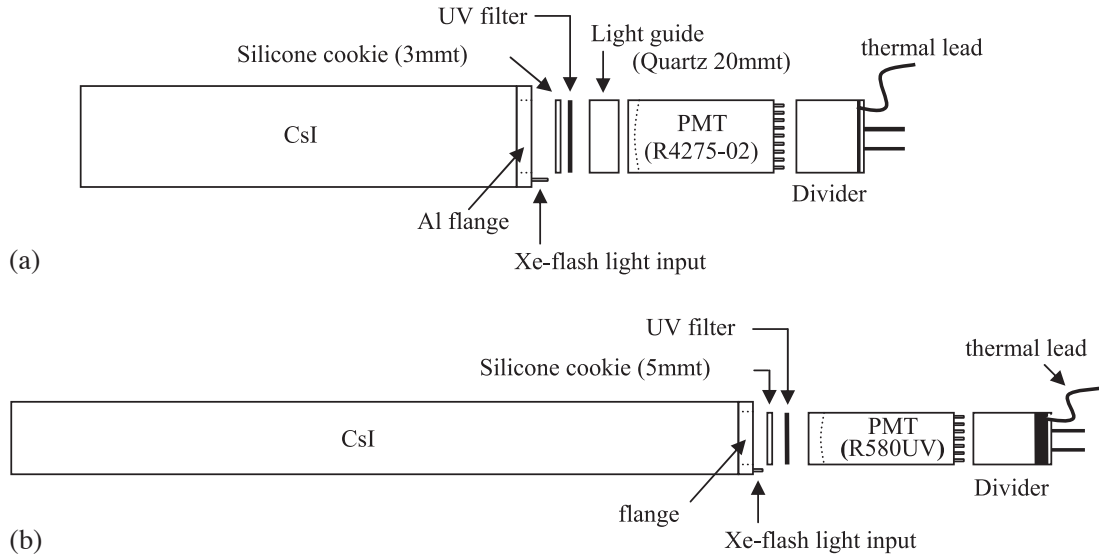 UV filter
Light guide
(Quartz 20mmt)
thermal lead
Silicone cookie (3mmt)
CsI
PMT
(R4275-02)
Divider
Al flange
(a)
Xe-flash light input
UV filter
thermal lead
Silicone cookie (5mmt)
CsI
PMT
(R580UV)
Divider
flange
(b)
Xe-flash light input